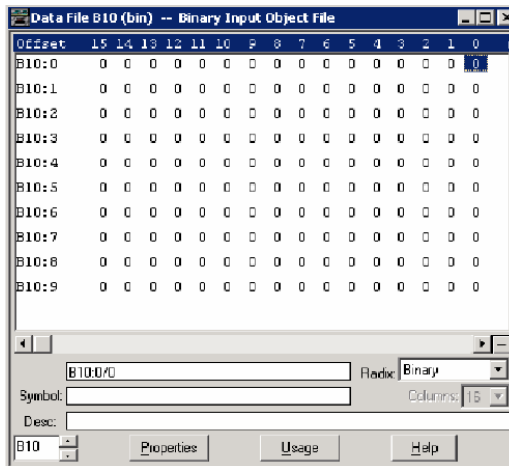 Data File B10 (bin) -- Binary Input Object File
Offset 15 14 13 12 11 10 9 8 7 6 5 4 3 2 1 0
B10:0 0 0 0 0 0 0 0 0 0 0 0 0 0 0 0 0
B10:1 0 0 0 0 0 0 0 0 0 0 0 0 0 0 0 0
B10:2 0 0 0 0 0 0 0 0 0 0 0 0 0 0 0 0
B10:3 0 0 0 0 0 0 0 0 0 0 0 0 0 0 0 0
B10:4 0 0 0 0 0 0 0 0 0 0 0 0 0 0 0 0
B10:5 0 0 0 0 0 0 0 0 0 0 0 0 0 0 0 0
B10:6 0 0 0 0 0 0 0 0 0 0 0 0 0 0 0 0
B10:7 0 0 0 0 0 0 0 0 0 0 0 0 0 0 0 0
B10:8 0 0 0 0 0 0 0 0 0 0 0 0 0 0 0 0
B10:9 0 0 0 0 0 0 0 0 0 0 0 0 0 0 0 0
B10:0/0 Radix: Binary
Symbol: Columns: 16
Desc:
B10 Properties Usage Help